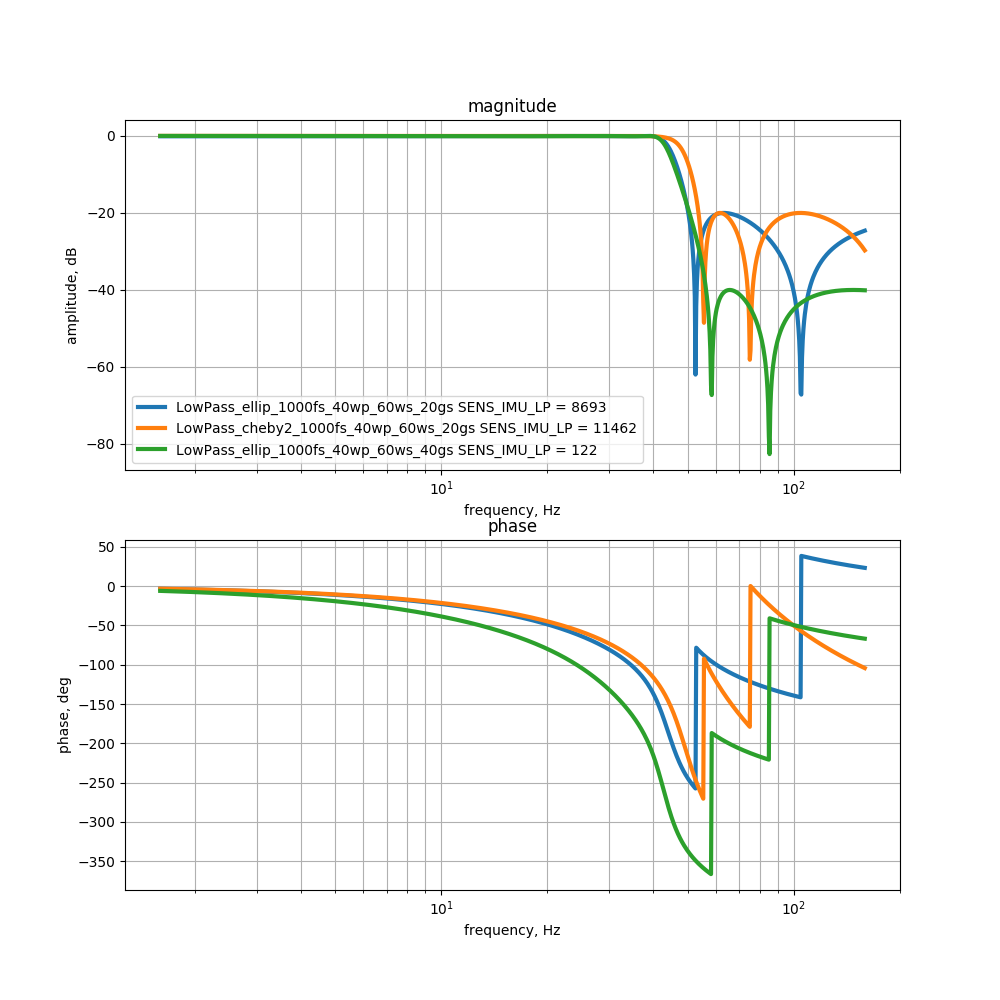 magnitude
0
−20
−40
−60
−80
amplitude, dB
LowPass_ellip_1000fs_40wp_60ws_20gs SENS_IMU_LP = 8693
LowPass_cheby2_1000fs_40wp_60ws_20gs SENS_IMU_LP = 11462
LowPass_ellip_1000fs_40wp_60ws_40gs SENS_IMU_LP = 122
10¹ 10²
frequency, Hz
phase
50
0
−50
−100
−150
−200
−250
−300
−350
phase, deg
10¹ 10²
frequency, Hz